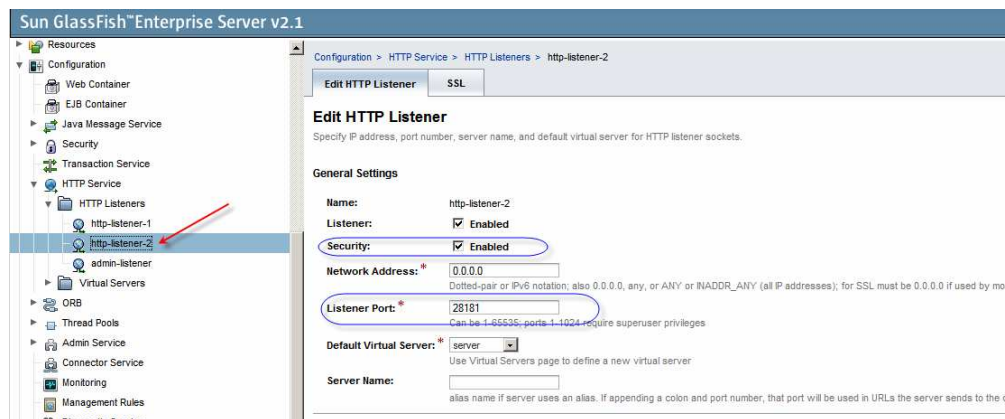 Sun GlassFish™ Enterprise Server v2.1
Resources
Configuration
Web Container
EJB Container
Java Message Service
Security
Transaction Service
HTTP Service
HTTP Listeners
http-listener-1
http-listener-2
admin-listener
Virtual Servers
ORB
Thread Pools
Admin Service
Connector Service
Monitoring
Management Rules
Configuration > HTTP Service > HTTP Listeners > http-listener-2
Edit HTTP Listener SSL
Edit HTTP Listener
Specify IP address, port number, server name, and default virtual server for HTTP listener sockets.
General Settings
Name: http-listener-2
Listener: Enabled
Security: Enabled
Network Address: * 0.0.0.0
Dotted-pair or IPv6 notation; also 0.0.0.0, any, or ANY or INADDR_ANY (all IP addresses); for SSL must be 0.0.0.0 if used by mo
Listener Port: * 28181
Can be 1-65535; ports 1-1024 require superuser privileges
Default Virtual Server: * server
Use Virtual Servers page to define a new virtual server
Server Name:
alias name if server uses an alias. If appending a colon and port number, that port will be used in URLs the server sends to the